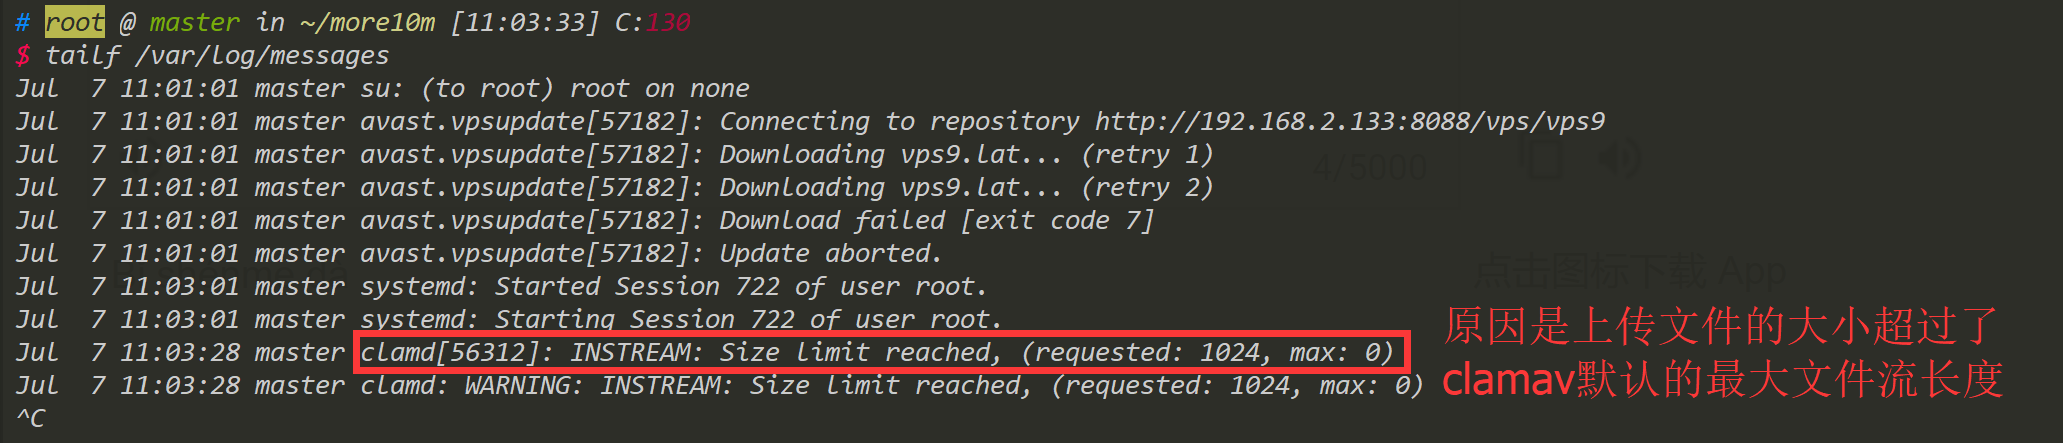 # root @ master in ~/more10m [11:03:33] C:130
$ tailf /var/log/messages
Jul  7 11:01:01 master su: (to root) root on none
Jul  7 11:01:01 master avast.vpsupdate[57182]: Connecting to repository http://192.168.2.133:8088/vps/vps9
Jul  7 11:01:01 master avast.vpsupdate[57182]: Downloading vps9.lat... (retry 1)
Jul  7 11:01:01 master avast.vpsupdate[57182]: Downloading vps9.lat... (retry 2)
4/5000
Jul  7 11:01:01 master avast.vpsupdate[57182]: Download failed [exit code 7]
Jul  7 11:01:01 master avast.vpsupdate[57182]: Update aborted.
点击图标下载 App
Jul  7 11:03:01 master systemd: Started Session 722 of user root.
Jul  7 11:03:01 master systemd: Starting Session 722 of user root.
Jul  7 11:03:28 master clamd[56312]: INSTREAM: Size limit reached, (requested: 1024, max: 0)
Jul  7 11:03:28 master clamd: WARNING: INSTREAM: Size limit reached, (requested: 1024, max: 0)
^C
原因是上传文件的大小超过了
clamav默认的最大文件流长度